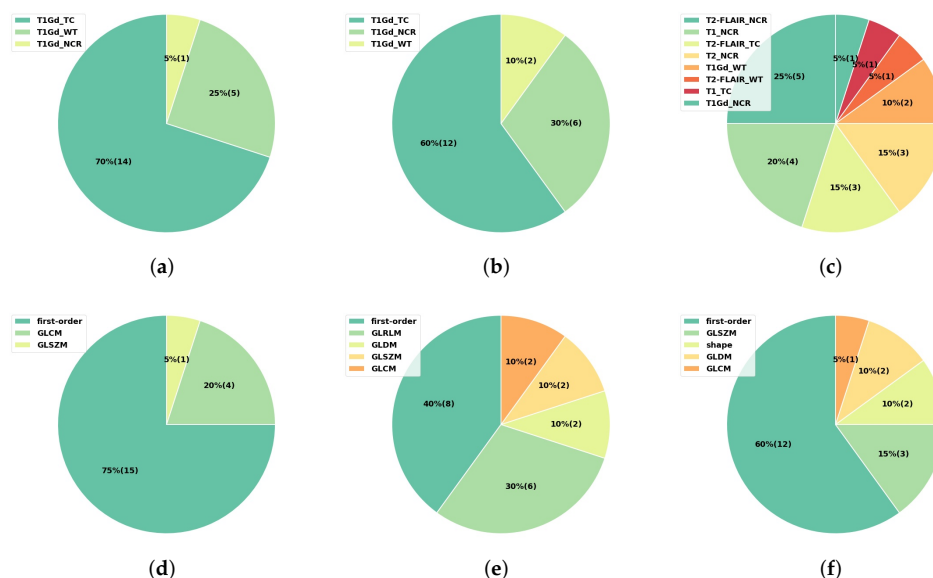 T1Gd_TC
T1Gd_WT
T1Gd_NCR
5%(1)
25%(5)
70%(14)
(a)
T1Gd_TC
T1Gd_NCR
T1Gd_WT
10%(2)
30%(6)
60%(12)
(b)
T2-FLAIR_NCR
T1_NCR
T2-FLAIR_TC
T2_NCR
T1Gd_WT
T2-FLAIR_WT
T1_TC
T1Gd_NCR
5%(1)
5%(1)
5%(1)
25%(5)
10%(2)
20%(4)
15%(3)
15%(3)
(c)
first-order
GLCM
GLSZM
5%(1)
20%(4)
75%(15)
(d)
first-order
GLRLM
GLDM
GLSZM
GLCM
10%(2)
10%(2)
40%(8)
10%(2)
30%(6)
(e)
first-order
GLSZM
shape
GLDM
GLCM
5%(1)
10%(2)
10%(2)
60%(12)
15%(3)
(f)